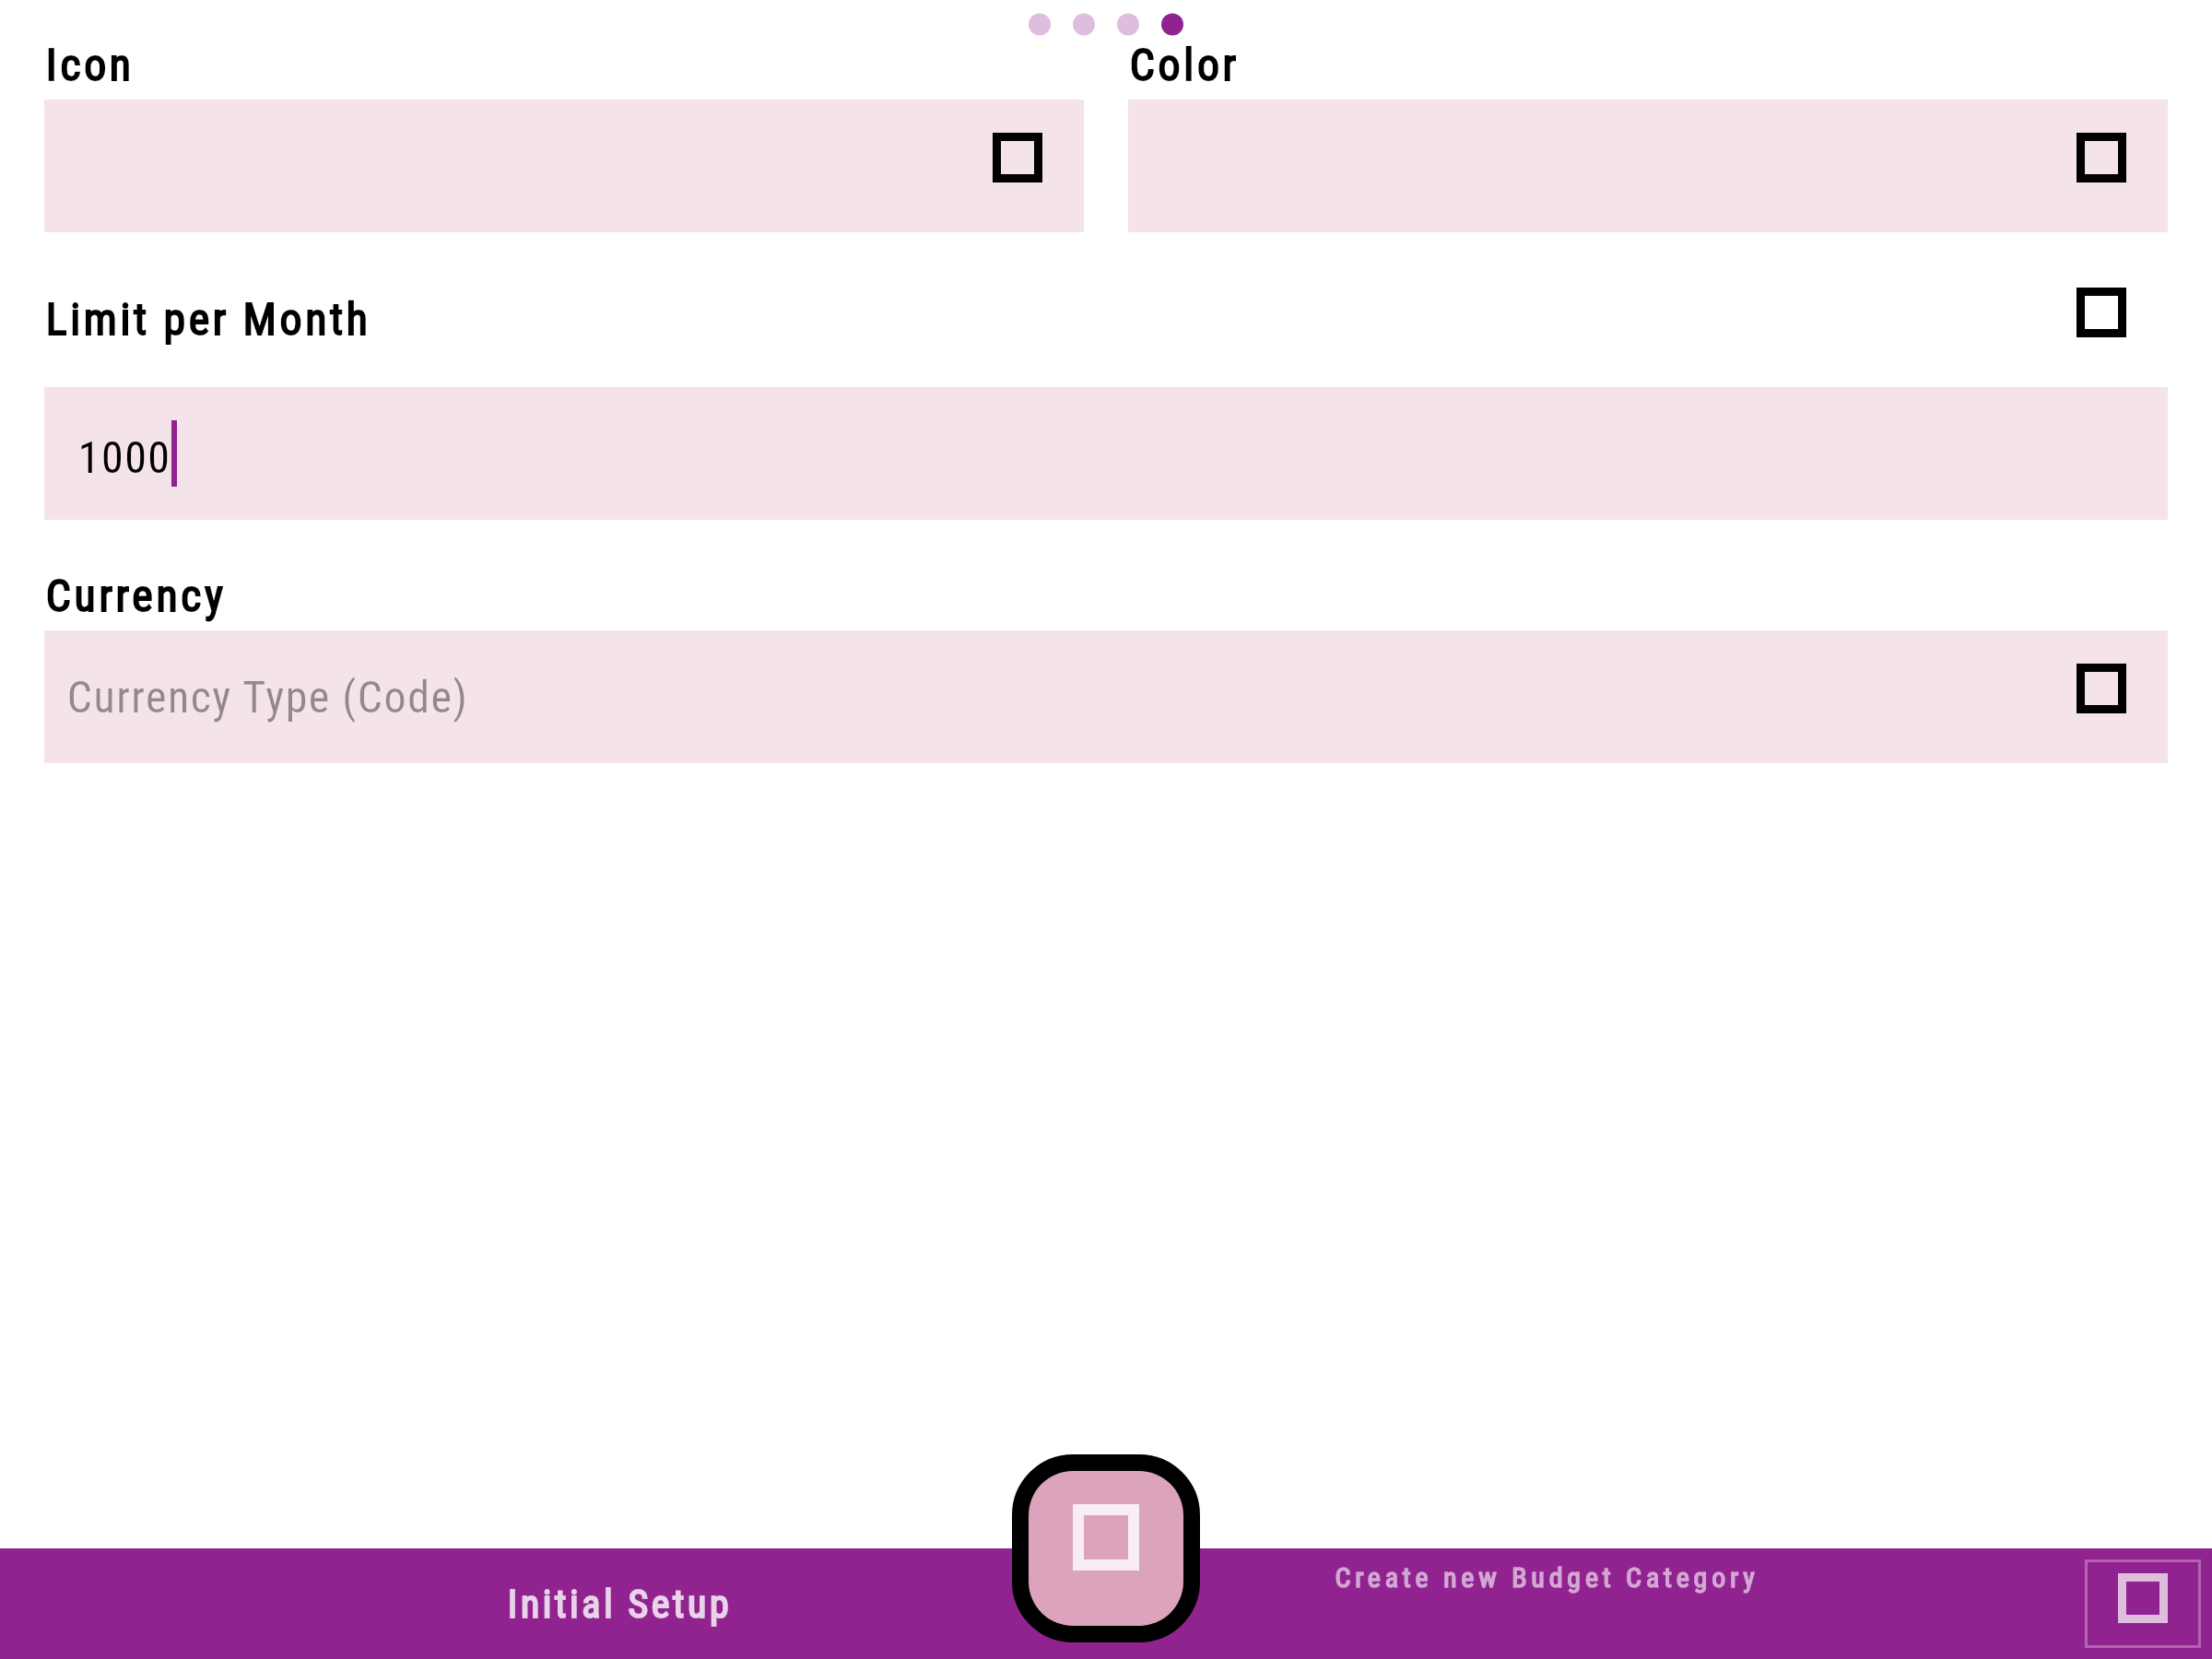 Icon
Color
Limit per Month
1000
Currency
Currency Type (Code)
Initial Setup
Create new Budget Category